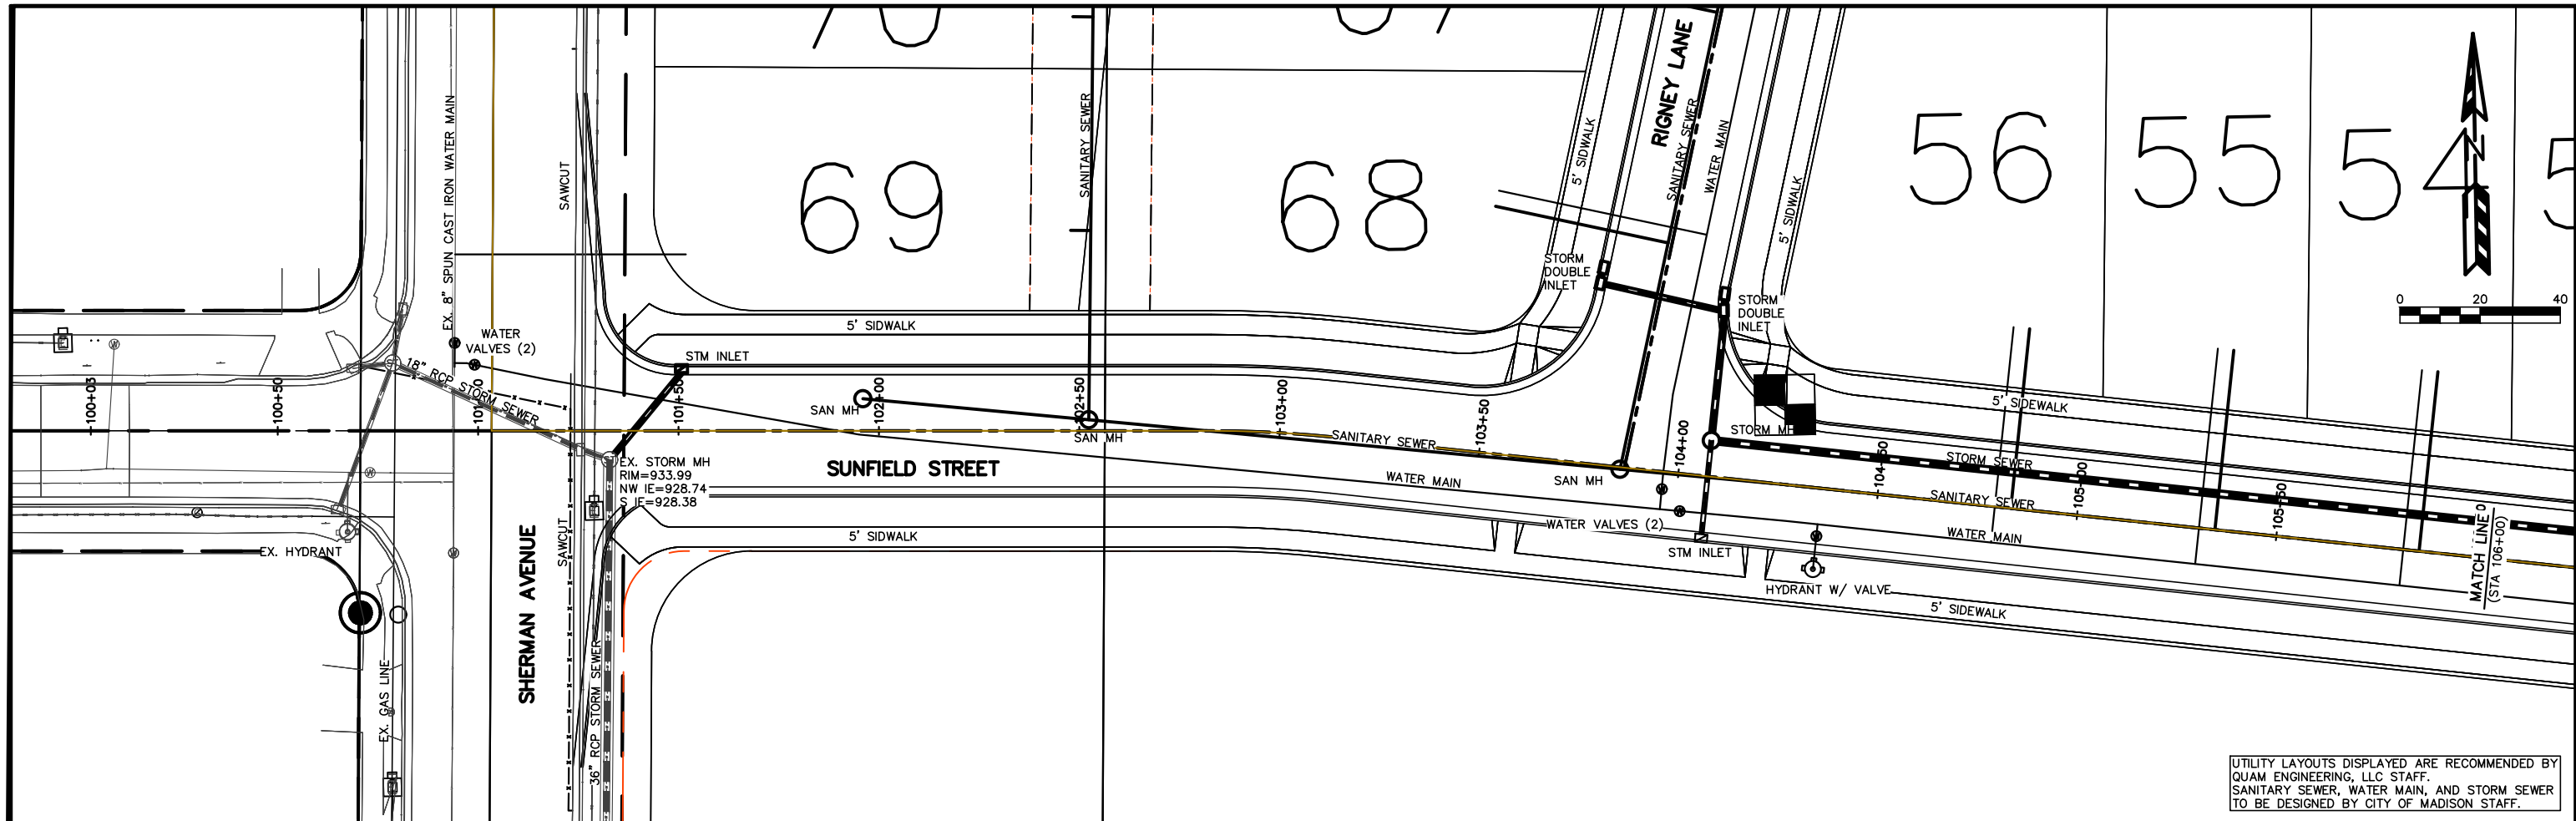 69
68
56
55
54
5
RIGNEY LANE
SANITARY SEWER
SANITARY SEWER
WATER MAIN
5' SIDWALK
5' SIDWALK
EX. 8" SPUN CAST IRON WATER MAIN
SAWCUT
STORM
DOUBLE
INLET
STORM
DOUBLE
INLET
0 20 40
WATER
VALVES (2)
5' SIDWALK
STM INLET
18" RCP STORM SEWER
100+03
100+50
101+50
102+00
102+50
103+00
103+50
104+00
105+00
105+50
SAN MH
SAN MH
SANITARY SEWER
STORM MH
5' SIDEWALK
STORM SEWER
SUNFIELD STREET
EX. STORM MH
RIM=933.99
NW IE=928.74
S IE=928.38
WATER MAIN
SAN MH
SANITARY SEWER
WATER VALVES (2)
WATER MAIN
5' SIDWALK
STM INLET
EX. HYDRANT
SHERMAN AVENUE
SAWCUT
HYDRANT W/ VALVE
5' SIDEWALK
MATCH LINE
(STA 106+00)
EX. GAS LINE
36" RCP STORM SEWER
UTILITY LAYOUTS DISPLAYED ARE RECOMMENDED BY
QUAM ENGINEERING, LLC STAFF.
SANITARY SEWER, WATER MAIN, AND STORM SEWER
TO BE DESIGNED BY CITY OF MADISON STAFF.